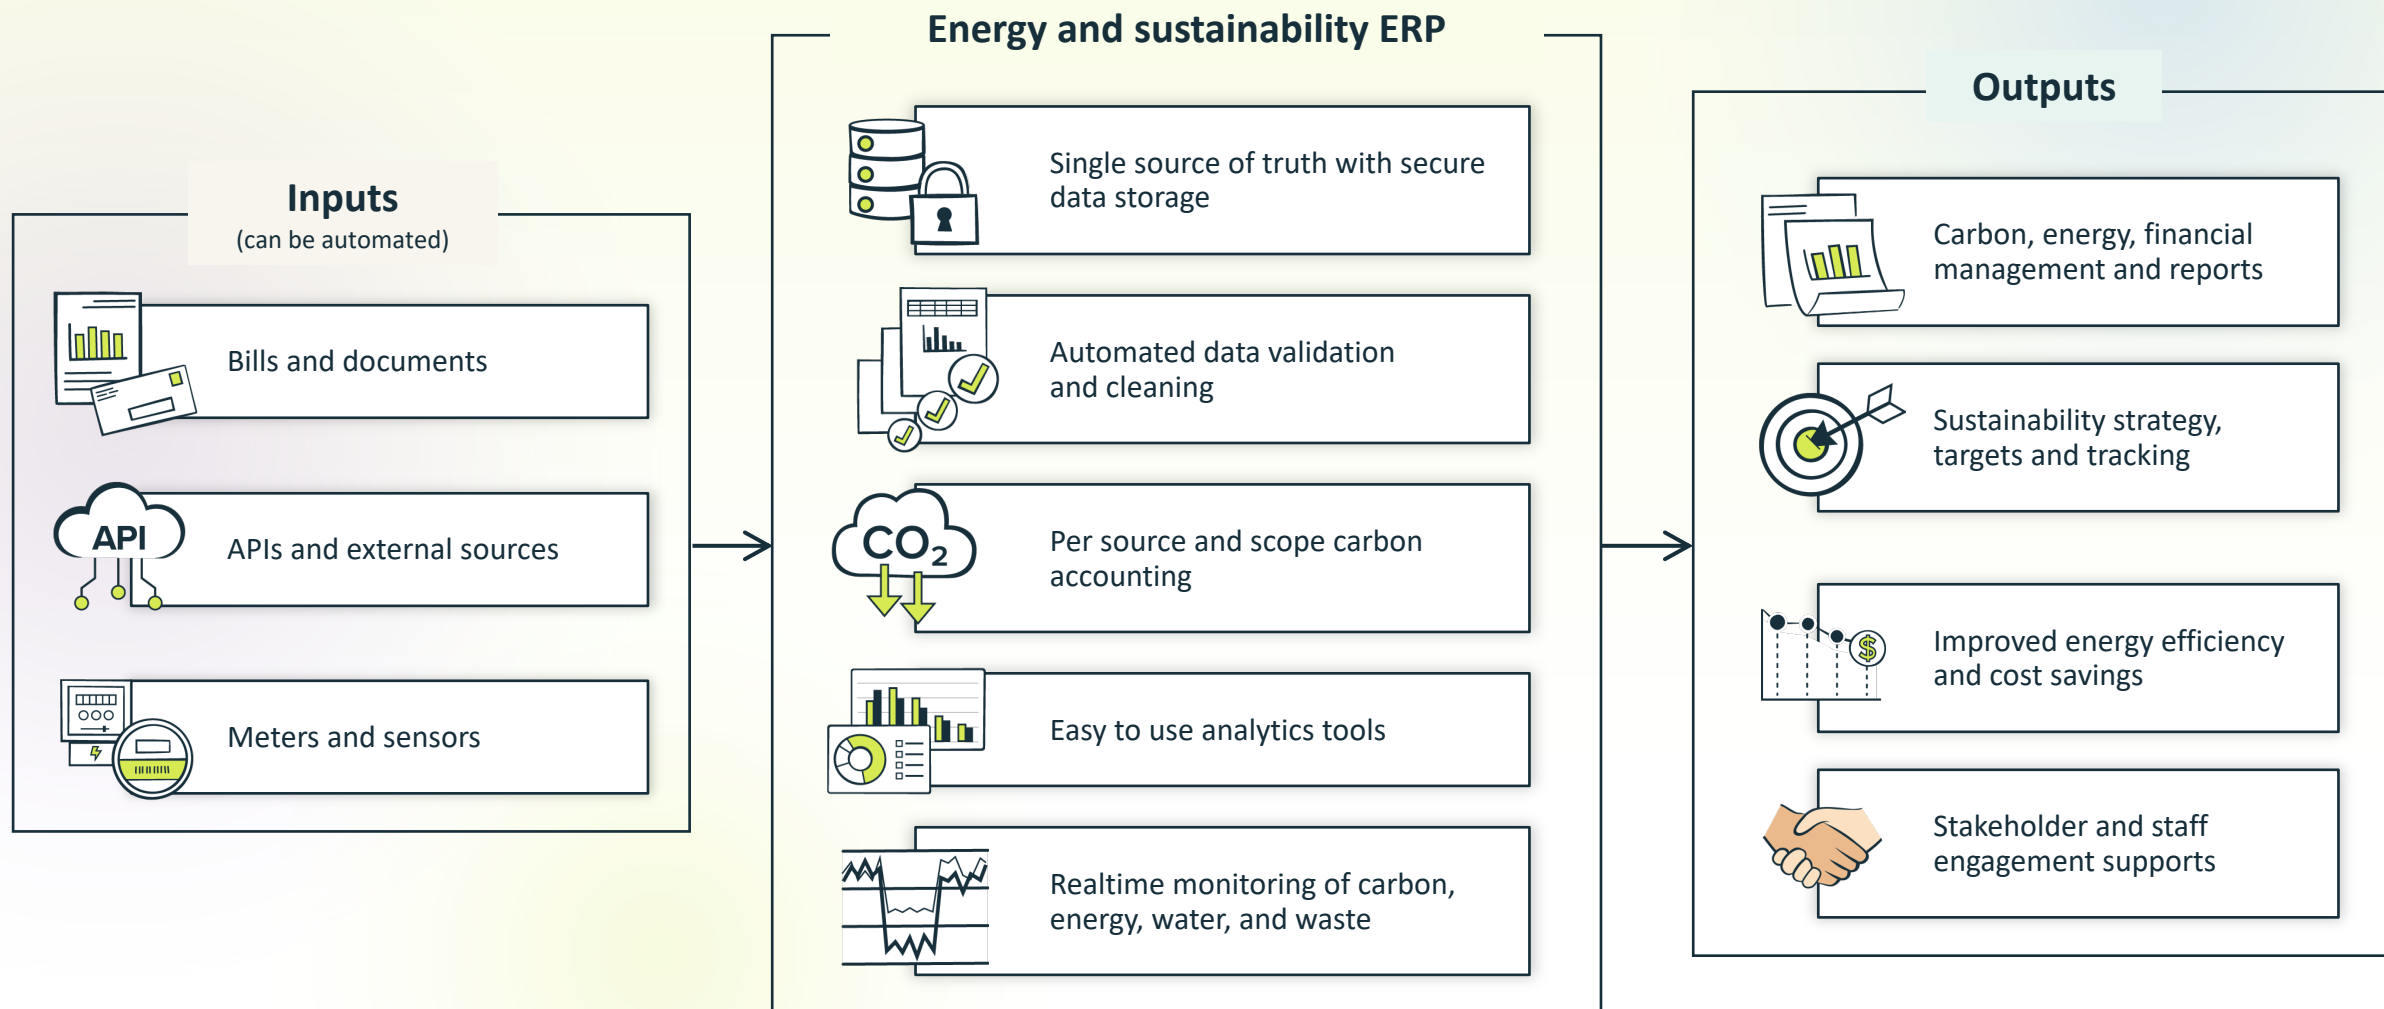 Energy and sustainability ERP
Inputs
(can be automated)
Bills and documents
API
APIs and external sources
Meters and sensors
Single source of truth with secure
data storage
Automated data validation
and cleaning
CO2
Per source and scope carbon
accounting
Easy to use analytics tools
Realtime monitoring of carbon,
energy, water, and waste
Outputs
Carbon, energy, financial
management and reports
Sustainability strategy,
targets and tracking
$
Improved energy efficiency
and cost savings
Stakeholder and staff
engagement supports